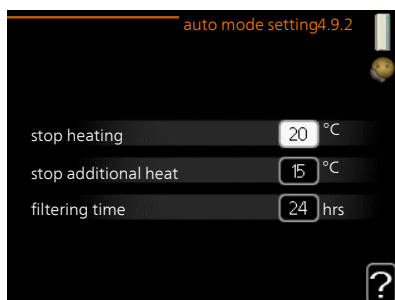 auto mode setting4.9.2
stop heating 20 °C
stop additional heat 15 °C
filtering time 24 hrs
?